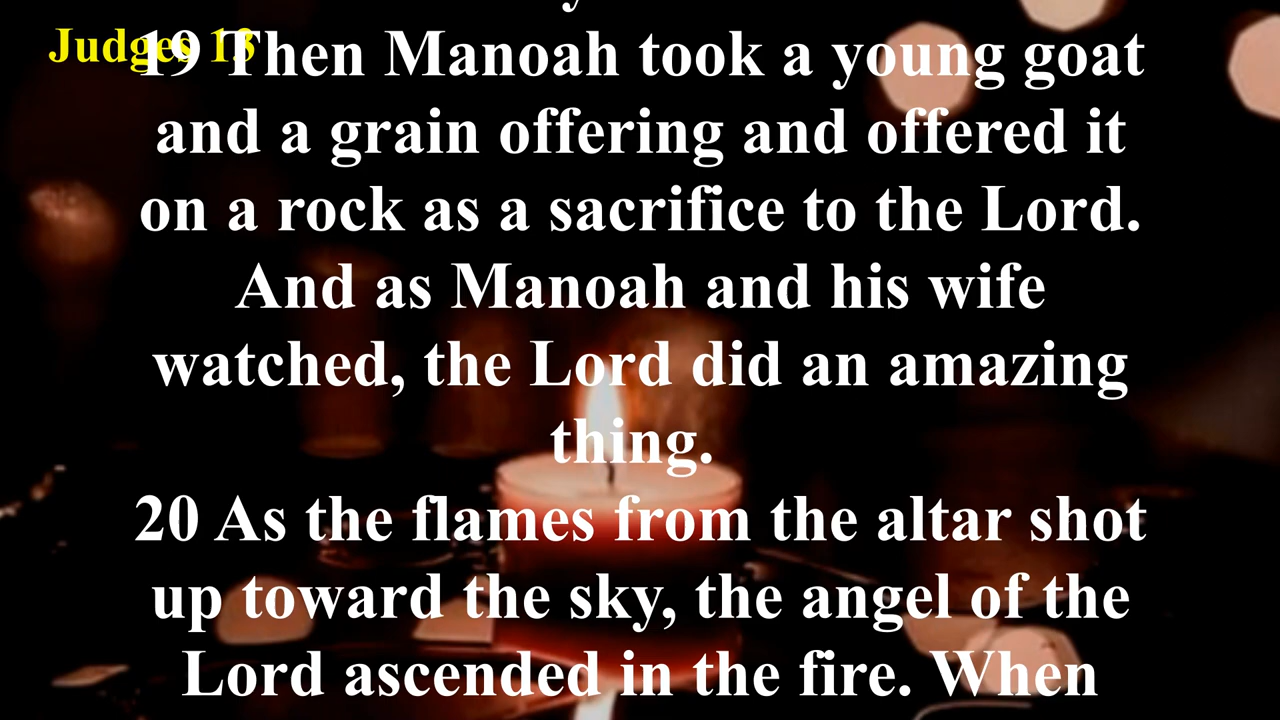 Judges 13
19 Then Manoah took a young goat
and a grain offering and offered it
on a rock as a sacrifice to the Lord.
And as Manoah and his wife
watched, the Lord did an amazing
thing.
20 As the flames from the altar shot
up toward the sky, the angel of the
Lord ascended in the fire. When